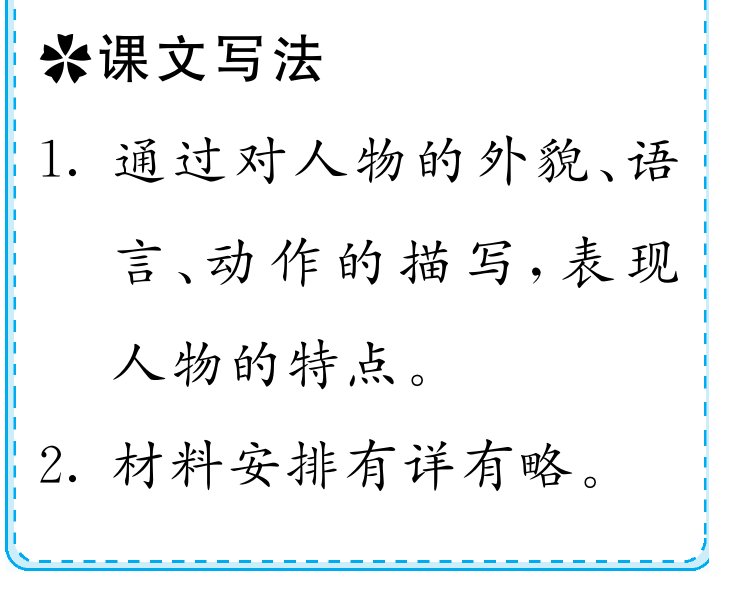 ✲课文写法
1. 通过对人物的外貌、语
言、动作的描写，表现
人物的特点。
2. 材料安排有详有略。